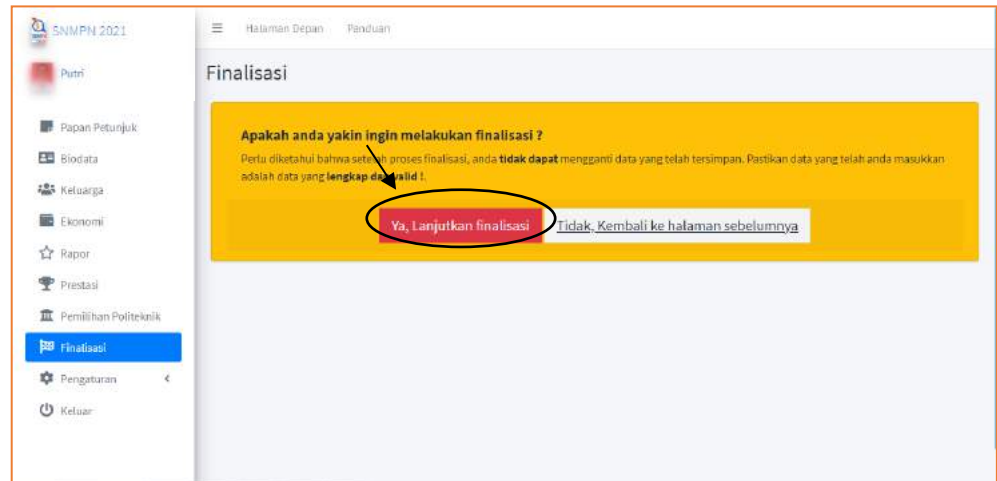 SNMPN 2021
Halaman Depan Panduan
Putri
Finalisasi
Apakah anda yakin ingin melakukan finalisasi ?
Perlu diketahui bahwa setelah proses finalisasi, anda tidak dapat mengganti data yang telah tersimpan. Pastikan data yang telah anda masukkan
adalah data yang lengkap dan valid !.
Ya, Lanjutkan finalisasi
Tidak, Kembali ke halaman sebelumnya
Papan Petunjuk
Biodata
Keluarga
Ekonomi
Rapor
Prestasi
Pemilihan Politeknik
Finalisasi
Pengaturan
Keluar